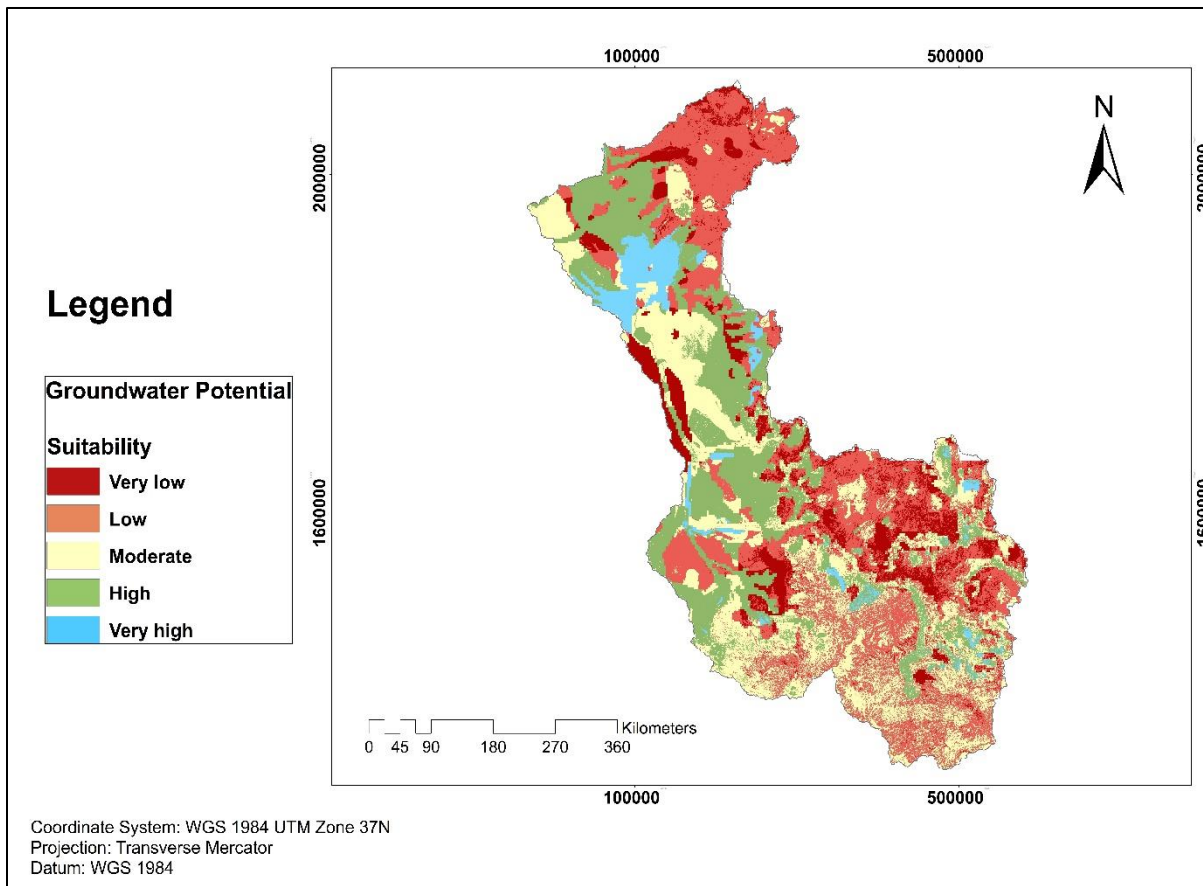 100000 500000
N
2000000 2000000
Legend
Groundwater Potential
Suitability
Very low
Low
Moderate
High
Very high
1600000 1600000
Kilometers
0 45 90 180 270 360
100000 500000
Coordinate System: WGS 1984 UTM Zone 37N
Projection: Transverse Mercator
Datum: WGS 1984